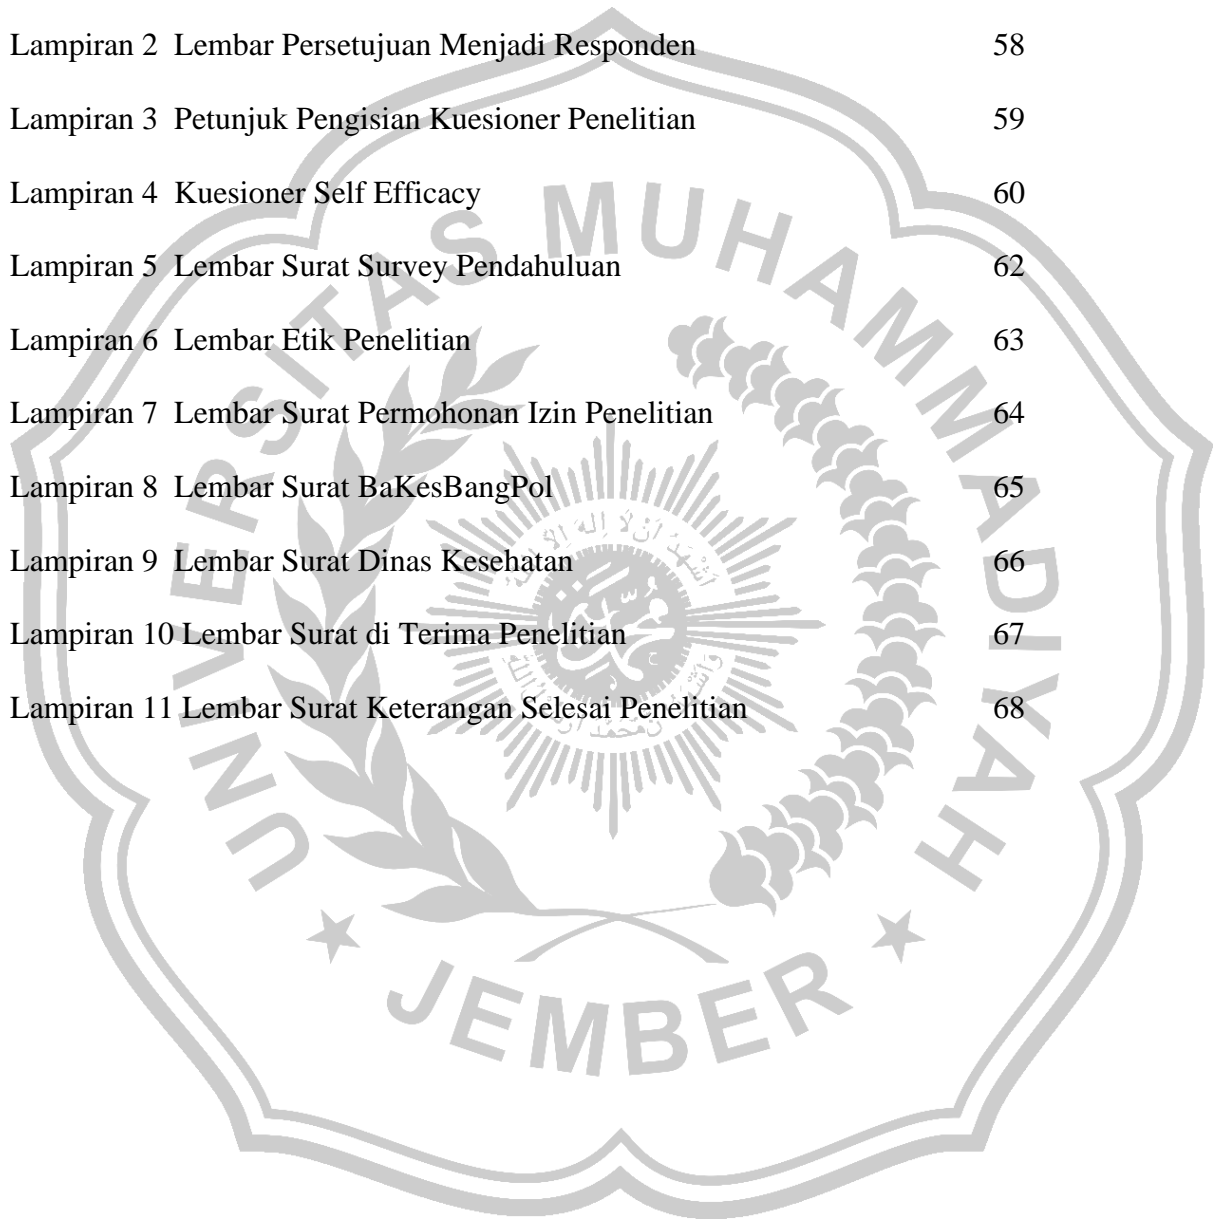 Lampiran 2 Lembar Persetujuan Menjadi Responden 58
Lampiran 3 Petunjuk Pengisian Kuesioner Penelitian 59
Lampiran 4 Kuesioner Self Efficacy 60
Lampiran 5 Lembar Surat Survey Pendahuluan 62
Lampiran 6 Lembar Etik Penelitian 63
Lampiran 7 Lembar Surat Permohonan Izin Penelitian 64
Lampiran 8 Lembar Surat BaKesBangPol 65
Lampiran 9 Lembar Surat Dinas Kesehatan 66
Lampiran 10 Lembar Surat di Terima Penelitian 67
Lampiran 11 Lembar Surat Keterangan Selesai Penelitian 68
UNIVERSITAS MUHAMMADIYAH
JEMBER